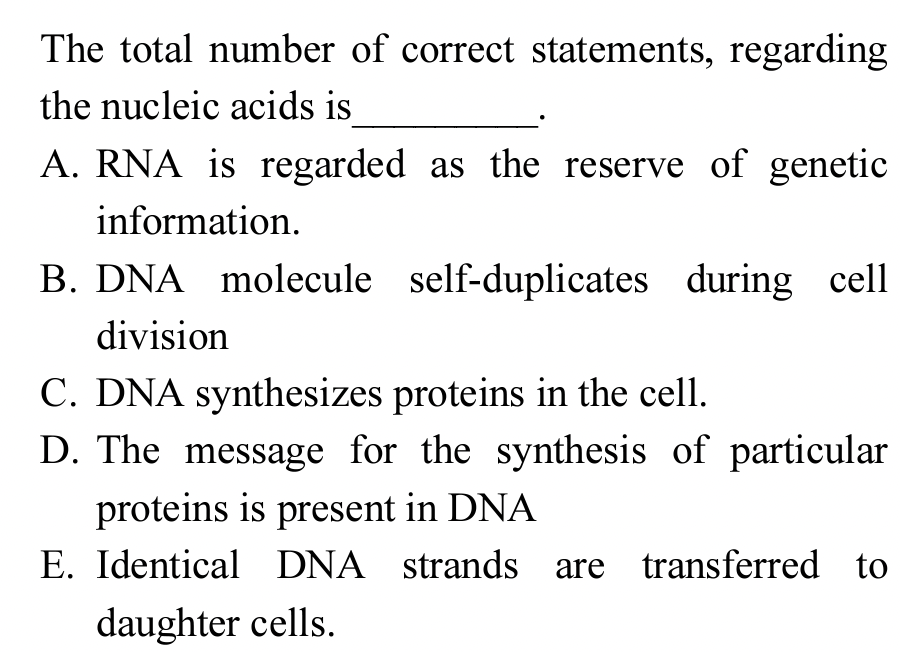 The total number of correct statements, regarding
the nucleic acids is_________.
A. RNA is regarded as the reserve of genetic
information.
B. DNA molecule self-duplicates during cell
division
C. DNA synthesizes proteins in the cell.
D. The message for the synthesis of particular
proteins is present in DNA
E. Identical DNA strands are transferred to
daughter cells.